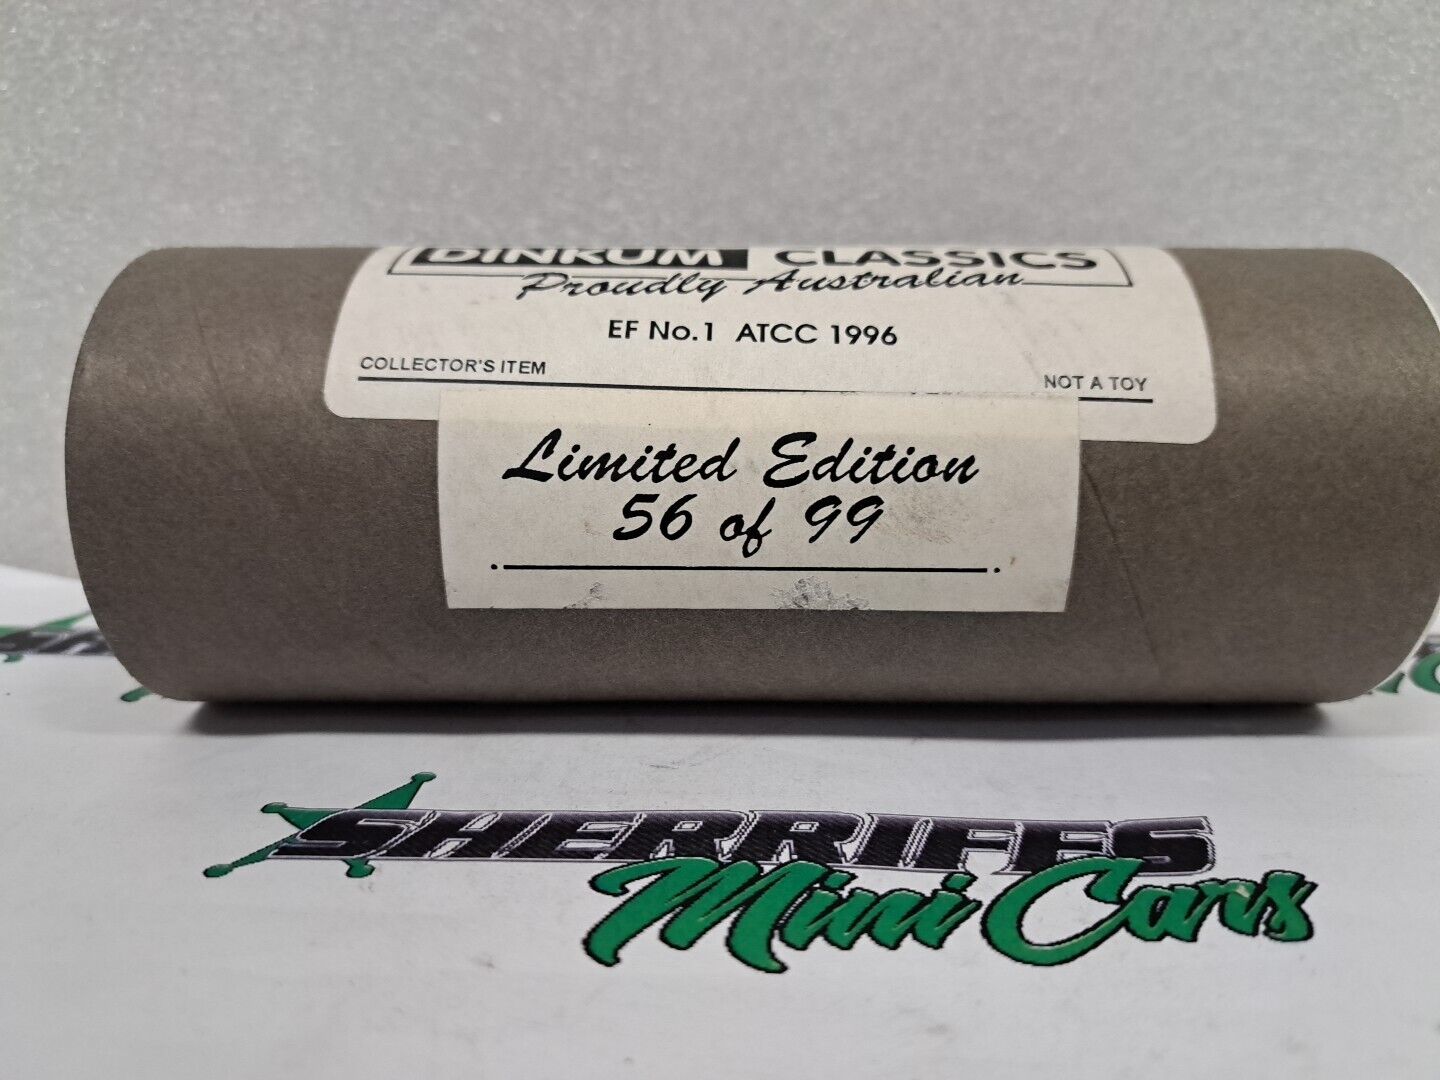 DINKUM CLASSICS
Proudly Australian
EF No.1 ATCC 1996
COLLECTOR'S ITEM
NOT A TOY
Limited Edition
56 of 99
SHERRIFFS
Mini Cars